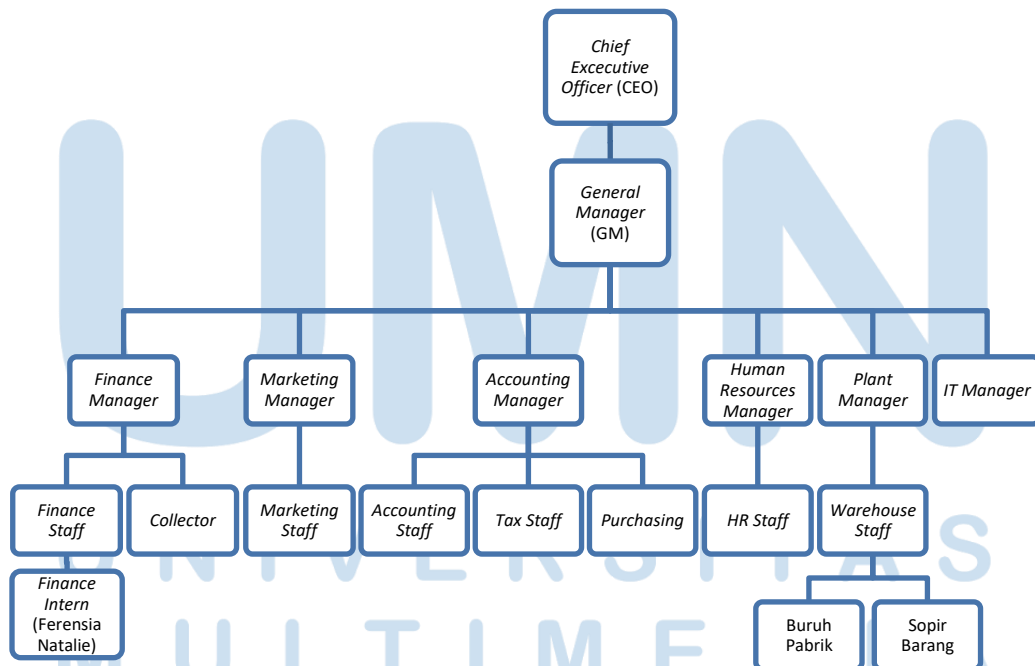 UMN
Chief
Excecutive
Officer (CEO)
General
Manager
(GM)
Finance
Manager
Marketing
Manager
Accounting
Manager
Human
Resources
Manager
Plant
Manager
IT Manager
Finance
Staff
Collector
Marketing
Staff
Accounting
Staff
Tax Staff
Purchasing
HR Staff
Warehouse
Staff
UNIVERSITAS
Finance
Intern
(Ferensia
Natalie)
Buruh
Pabrik
Sopir
Barang